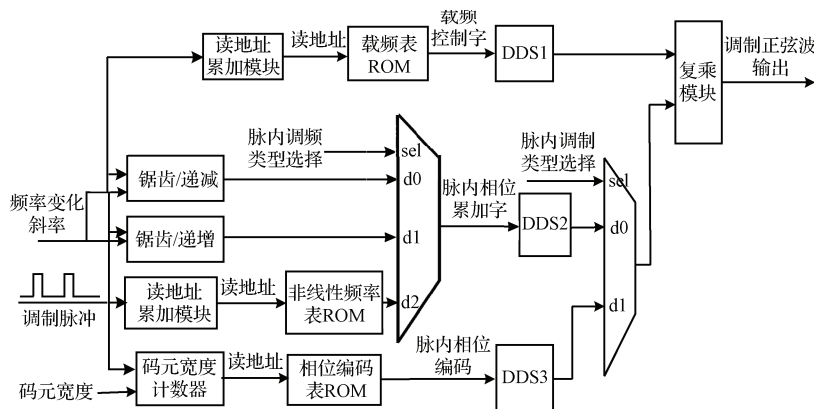 读地址
累加模块
读地址
载频表
ROM
载频
控制字
DDS1
复乘
模块
调制正弦波
输出
脉内调频
类型选择
sel
d0
d1
d2
锯齿/递减
频率变化
斜率
锯齿/递增
脉内相位
累加字
脉内调制
类型选择
DDS2
sel
d0
d1
调制脉冲
读地址
累加模块
读地址
非线性频率
表ROM
码元宽度
码元宽度
计数器
读地址
相位编码
表ROM
脉内相位
编码
DDS3